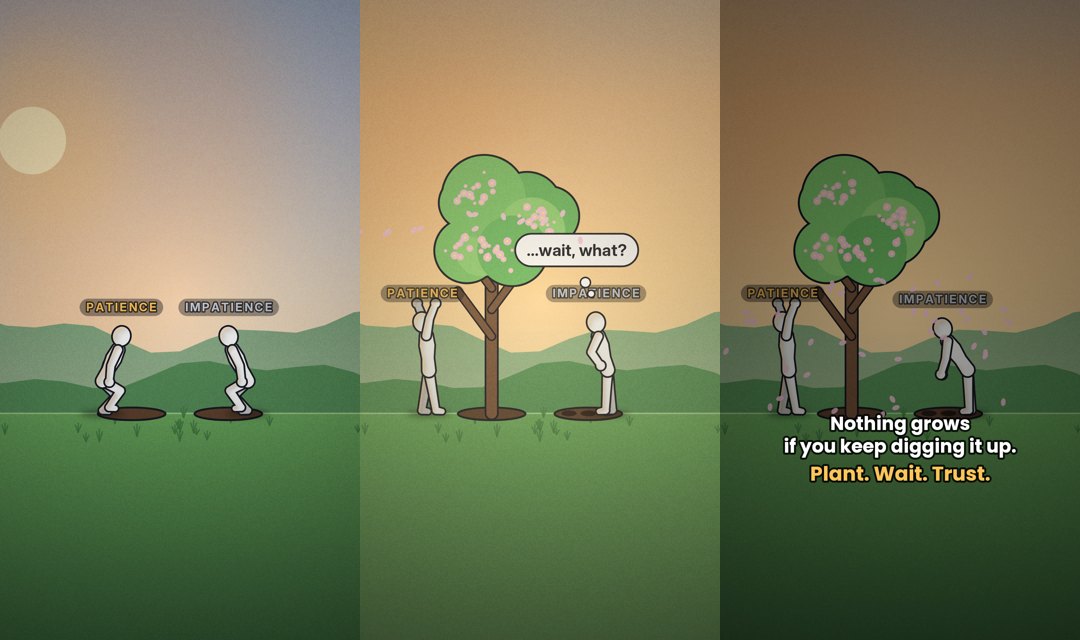 PATIENCE
IMPATIENCE
...wait, what?
PATIENCE
IMPATIENCE
PATIENCE
IMPATIENCE
Nothing grows
if you keep digging it up.
Plant. Wait. Trust.